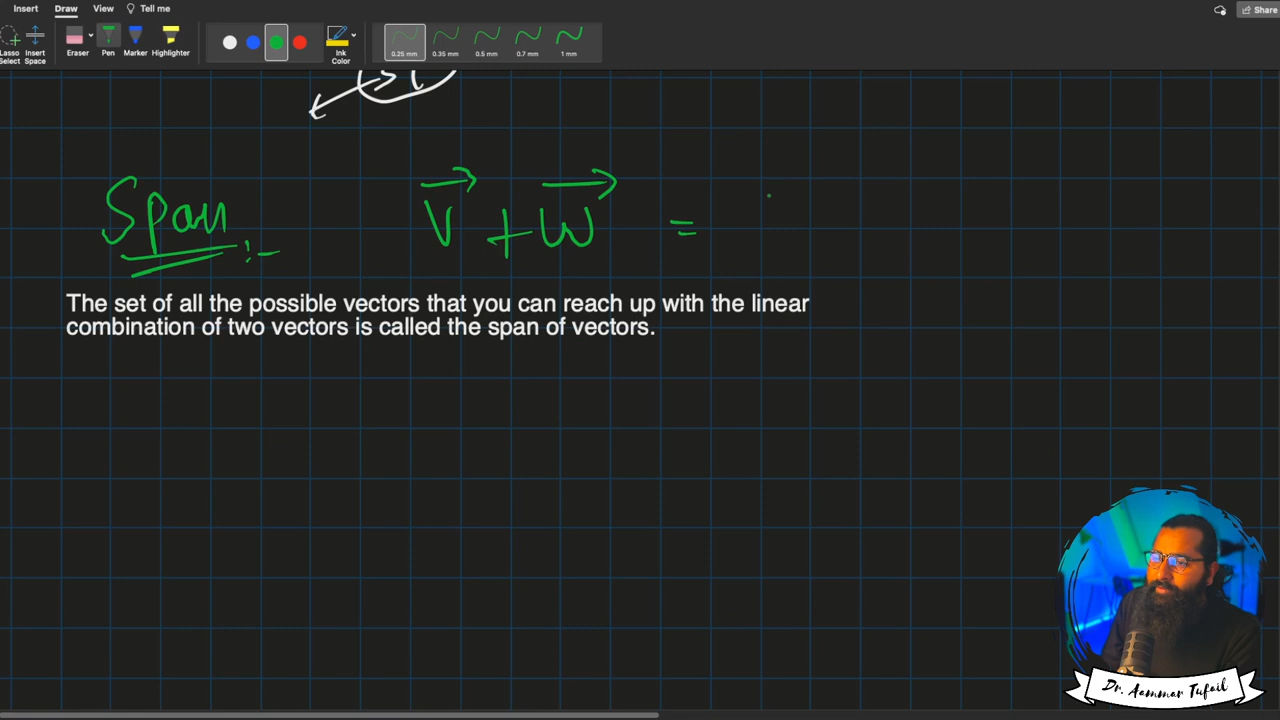 Insert Draw View Tell me
Share
Lasso Select
Insert Space
Eraser
Pen
Marker
Highlighter
Ink Color
0.25 mm
0.35 mm
0.5 mm
0.7 mm
1 mm
Span :-
V + W =
The set of all the possible vectors that you can reach up with the linear
combination of two vectors is called the span of vectors.
Dr. Aammar Tufail